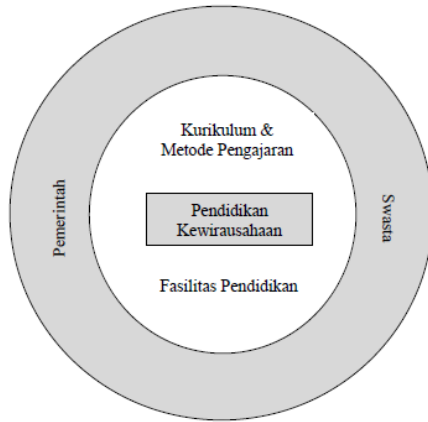 Kurikulum &
Metode Pengajaran
Pemerintah
Pendidikan
Kewirausahaan
Swasta
Fasilitas Pendidikan